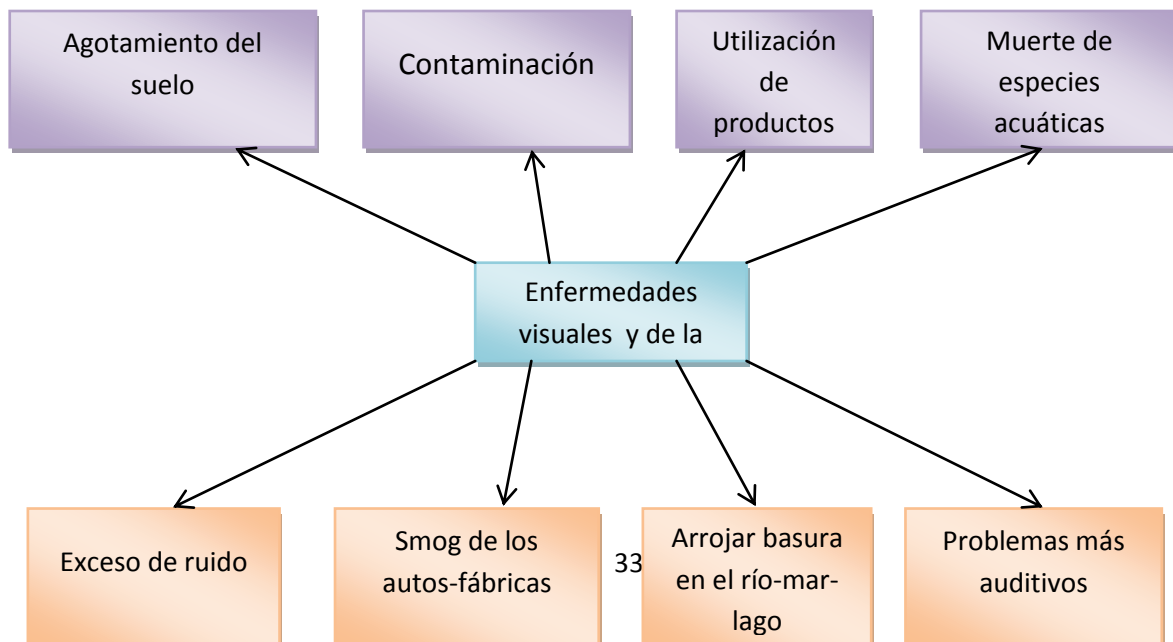 Agotamiento del
suelo
Contaminación
Utilización
de
productos
Muerte de
especies
acuáticas
Enfermedades
visuales y de la
Exceso de ruido
Smog de los
autos-fábricas
33
Arrojar basura
en el río-mar-
lago
Problemas más
auditivos